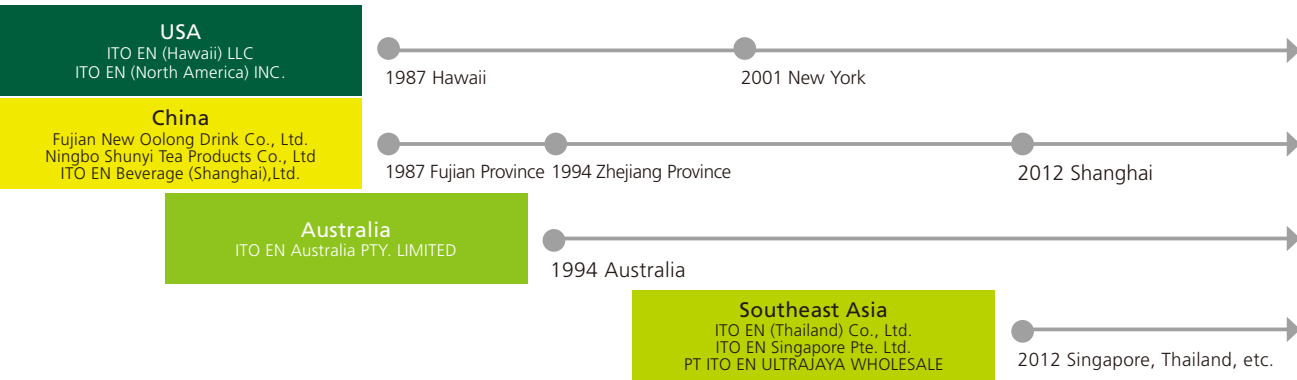 USA
ITO EN (Hawaii) LLC
ITO EN (North America) INC.
1987 Hawaii
2001 New York
China
Fujian New Oolong Drink Co., Ltd.
Ningbo Shunyi Tea Products Co., Ltd
ITO EN Beverage (Shanghai),Ltd.
1987 Fujian Province
1994 Zhejiang Province
2012 Shanghai
Australia
ITO EN Australia PTY. LIMITED
1994 Australia
Southeast Asia
ITO EN (Thailand) Co., Ltd.
ITO EN Singapore Pte. Ltd.
PT ITO EN ULTRAJAYA WHOLESALE
2012 Singapore, Thailand, etc.